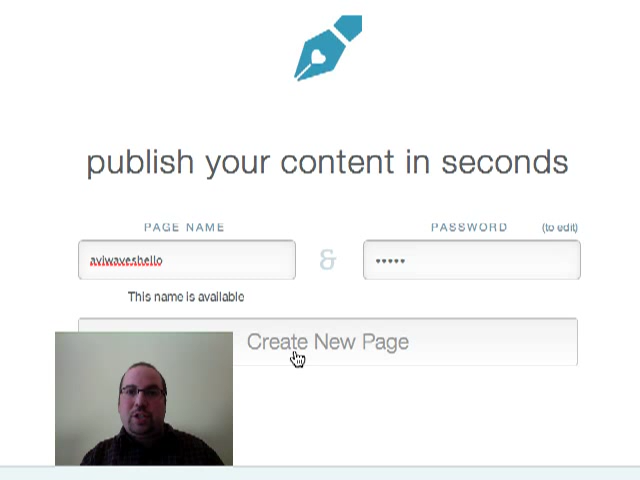 publish your content in seconds
PAGE NAME
PASSWORD (to edit)
aviwaveshello
&
•••••
This name is available
Create New Page